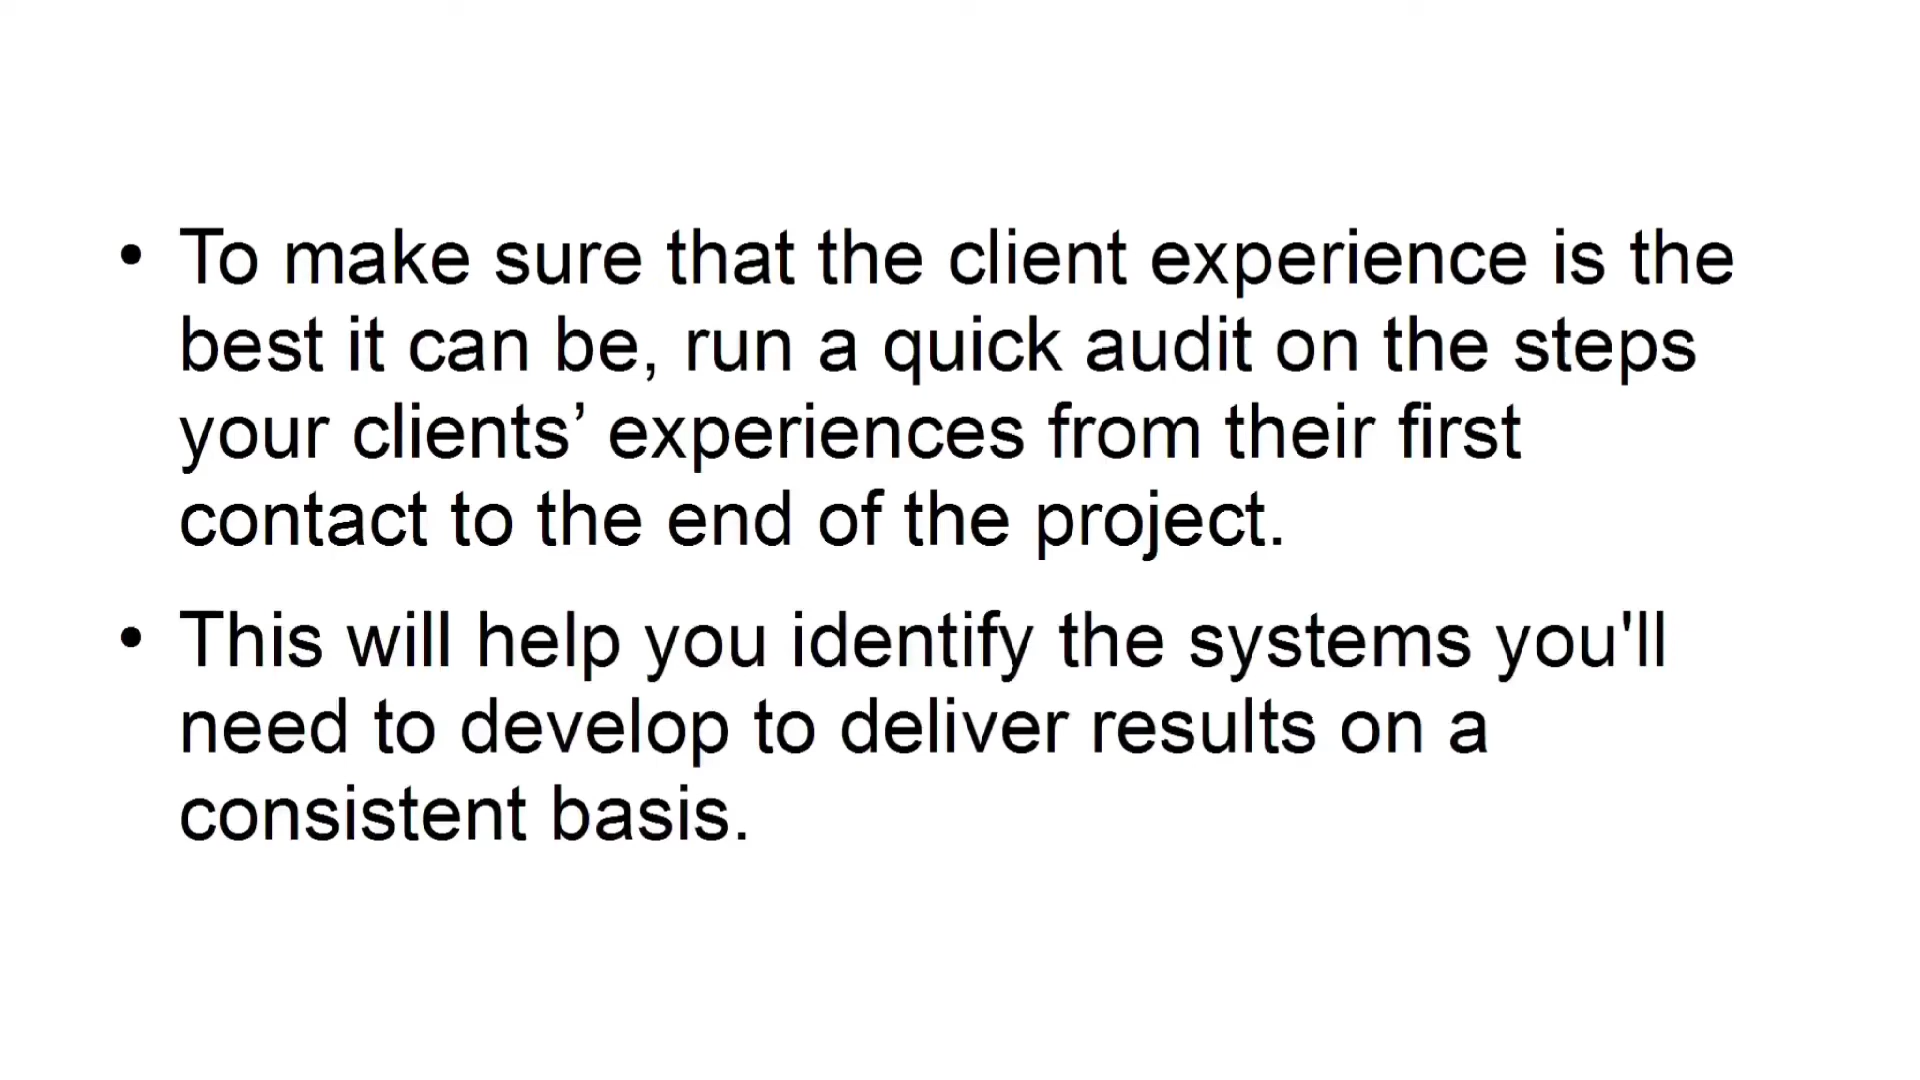 • To make sure that the client experience is the
best it can be, run a quick audit on the steps
your clients’ experiences from their first
contact to the end of the project.
• This will help you identify the systems you'll
need to develop to deliver results on a
consistent basis.